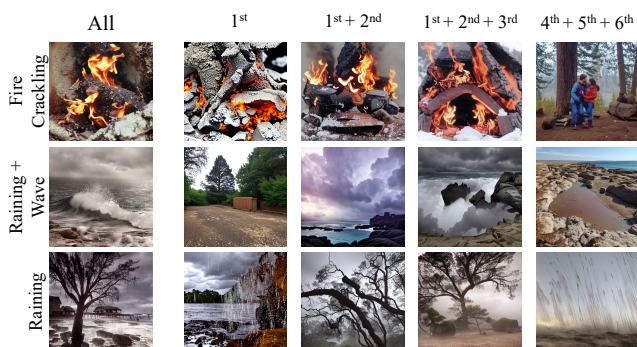 All 1st 1st + 2nd 1st + 2nd + 3rd 4th + 5th + 6th
Fire
Crackling
Raining +
Wave
Raining